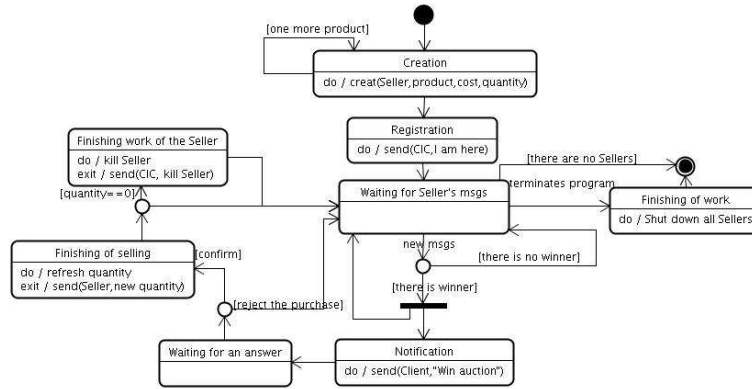 [one more product]
Creation
do / creat(Seller,product,cost,quantity)
Registration
do / send(CIC,I am here)
Finishing work of the Seller
do / kill Seller
exit / send(CIC, kill Seller)
[there are no Sellers]
Waiting for Seller's msgs
terminates program
[quantity==0]
Finishing of work
do / Shut down all Sellers
new msgs
Finishing of selling
do / refresh quantity
exit / send(Seller,new quantity)
[confirm]
[there is no winner]
[there is winner]
[reject the purchase]
Waiting for an answer
Notification
do / send(Client,"Win auction")